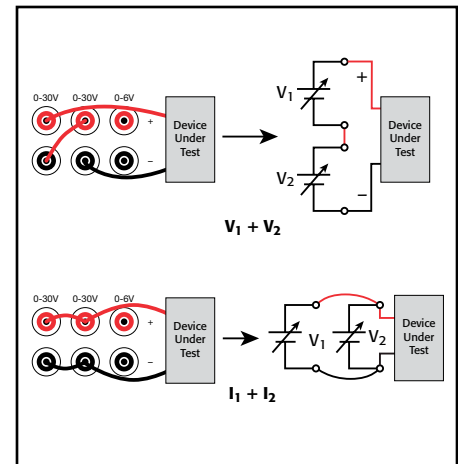 0-30V 0-30V 0-6V
+
–
Device
Under
Test
V1
V2
+
–
Device
Under
Test
V1 + V2
0-30V 0-30V 0-6V
+
–
Device
Under
Test
V1
V2
Device
Under
Test
I1 + I2